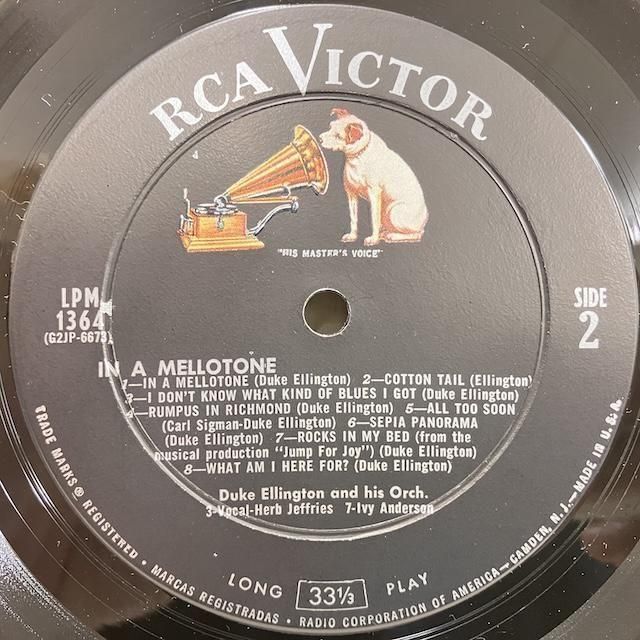 RCA VICTOR
"HIS MASTER'S VOICE"
LPM
1364
(G2JP-6673)
SIDE
2
IN A MELLOTONE
1—IN A MELLOTONE (Duke Ellington) 2—COTTON TAIL (Ellington)
3—I DON'T KNOW WHAT KIND OF BLUES I GOT (Duke Ellington)
4—RUMPUS IN RICHMOND (Duke Ellington) 5—ALL TOO SOON
(Carl Sigman-Duke Ellington) 6—SEPIA PANORAMA
(Duke Ellington) 7—ROCKS IN MY BED (from the
musical production "Jump For Joy") (Duke Ellington)
8—WHAT AM I HERE FOR? (Duke Ellington)
Duke Ellington and his Orch.
3-Vocal-Herb Jeffries 7-Ivy Anderson
LONG 33⅓ PLAY
TRADE MARKS® REGISTERED • MARCAS REGISTRADAS • RADIO CORPORATION OF AMERICA—CAMDEN, N.J.—MADE IN U.S.A.